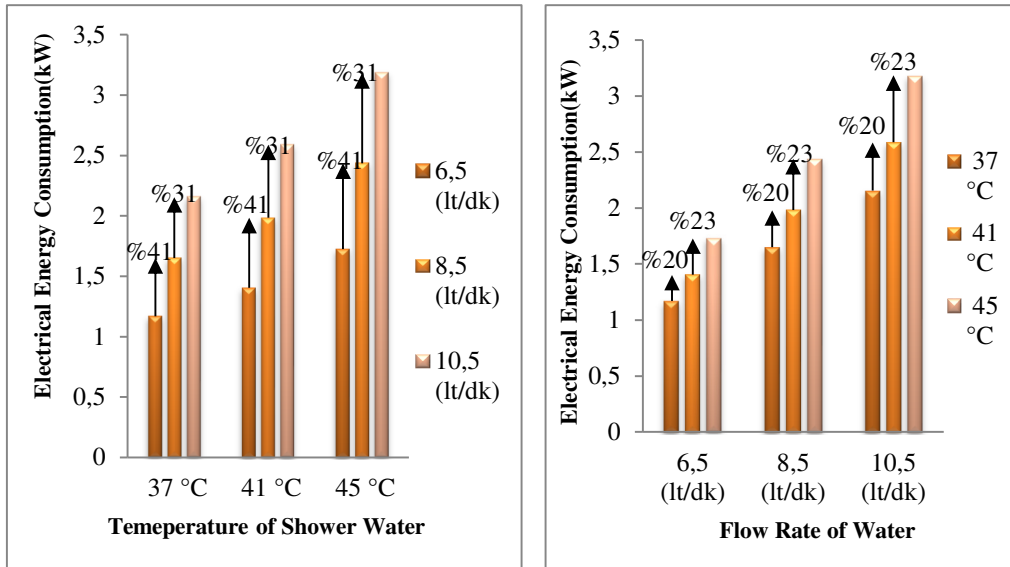 Electrical Energy Consumption(kW)
3,5
3
2,5
2
1,5
1
0,5
0
%41
%31
%41
%31
%41
%31
37 °C
41 °C
45 °C
Temeperature of Shower Water
6,5
(lt/dk)
8,5
(lt/dk)
10,5
(lt/dk)
Electrical Energy Consumption(kW)
3,5
3
2,5
2
1,5
1
0,5
0
%20
%23
%20
%23
%20
%23
6,5
(lt/dk)
8,5
(lt/dk)
10,5
(lt/dk)
Flow Rate of Water
37
°C
41
°C
45
°C